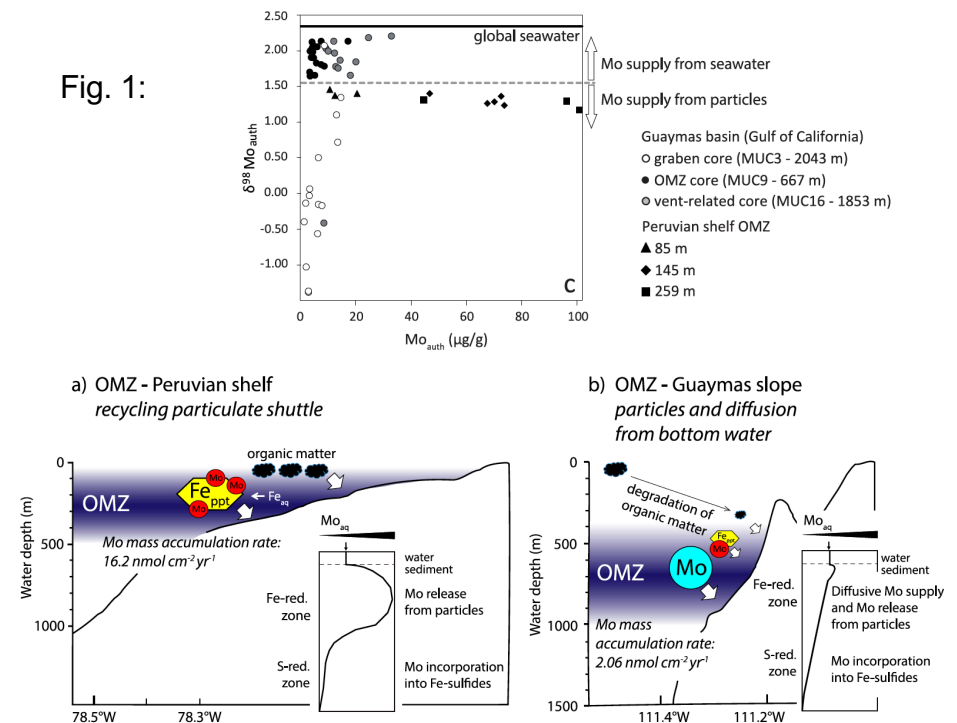 Fig. 1:
2.50
2.00
1.50
1.00
0.50
0.00
-0.50
-1.00
δ⁹⁸Mo_auth
global seawater
C
0 20 40 60 80 100
Mo_auth (µg/g)
Mo supply from seawater
Mo supply from particles
Guaymas basin (Gulf of California)
graben core (MUC3 - 2043 m)
OMZ core (MUC9 - 667 m)
vent-related core (MUC16 - 1853 m)
Peruvian shelf OMZ
85 m
145 m
259 m
a) OMZ - Peruvian shelf
recycling particulate shuttle
organic matter
0
500
1000
Water depth (m)
OMZ
Mo
Mo
Mo
Fe ppt
Fe_aq
Mo mass accumulation rate:
16.2 nmol cm⁻² yr⁻¹
Mo_aq
water
sediment
Fe-red.
zone
Mo release
from particles
S-red.
zone
Mo incorporation
into Fe-sulfides
78.5°W 78.3°W
b) OMZ - Guaymas slope
particles and diffusion
from bottom water
0
500
1000
1500
Water depth (m)
degradation of
organic matter
Fe ppt
Mo
OMZ
Mo
Mo mass
accumulation rate:
2.06 nmol cm⁻² yr⁻¹
Mo_aq
water
sediment
Fe-red.
zone
Diffusive Mo supply
and Mo release
from particles
S-red.
zone
Mo incorporation
into Fe-sulfides
111.4°W 111.2°W